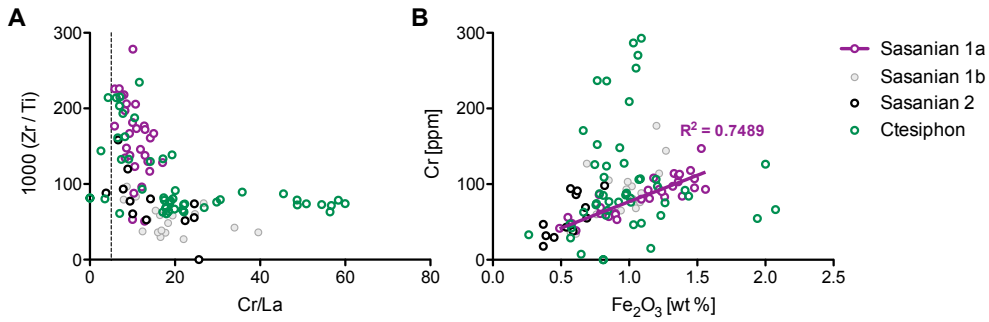 A
300
200
100
0
1000 (Zr / Ti)
0
20
40
60
80
Cr/La
B
300
200
100
0
Cr [ppm]
R² = 0.7489
0.0
0.5
1.0
1.5
2.0
2.5
Fe₂O₃ [wt %]
Sasanian 1a
Sasanian 1b
Sasanian 2
Ctesiphon